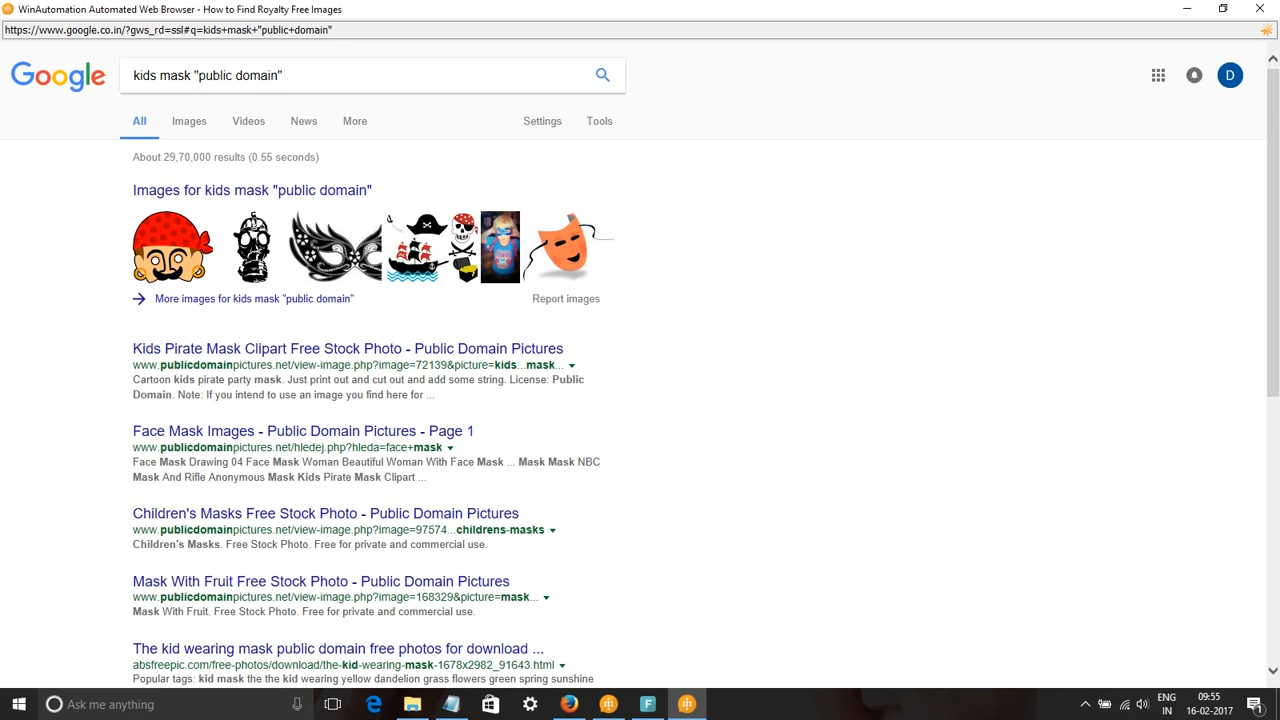 WinAutomation Automated Web Browser - How to Find Royalty Free Images
https://www.google.co.in/?gws_rd=ssl#q=kids+mask+"public+domain"
Google
kids mask "public domain"
D
All Images Videos News More Settings Tools
About 29,70,000 results (0.55 seconds)
Images for kids mask "public domain"
More images for kids mask "public domain" Report images
Kids Pirate Mask Clipart Free Stock Photo - Public Domain Pictures
www.publicdomainpictures.net/view-image.php?image=72139&picture=kids...mask...
Cartoon kids pirate party mask. Just print out and cut out and add some string. License: Public
Domain. Note: If you intend to use an image you find here for ...
Face Mask Images - Public Domain Pictures - Page 1
www.publicdomainpictures.net/hledej.php?hleda=face+mask
Face Mask Drawing 04 Face Mask Woman Beautiful Woman With Face Mask ... Mask Mask NBC
Mask And Rifle Anonymous Mask Kids Pirate Mask Clipart ...
Children's Masks Free Stock Photo - Public Domain Pictures
www.publicdomainpictures.net/view-image.php?image=97574...childrens-masks
Children's Masks. Free Stock Photo. Free for private and commercial use.
Mask With Fruit Free Stock Photo - Public Domain Pictures
www.publicdomainpictures.net/view-image.php?image=168329&picture=mask...
Mask With Fruit. Free Stock Photo. Free for private and commercial use.
The kid wearing mask public domain free photos for download ...
absfreepic.com/free-photos/download/the-kid-wearing-mask-1678x2982_91643.html
Popular tags: kid mask the the kid wearing yellow dandelion grass flowers green spring sunshine
Ask me anything
ENG
IN
09:55
16-02-2017